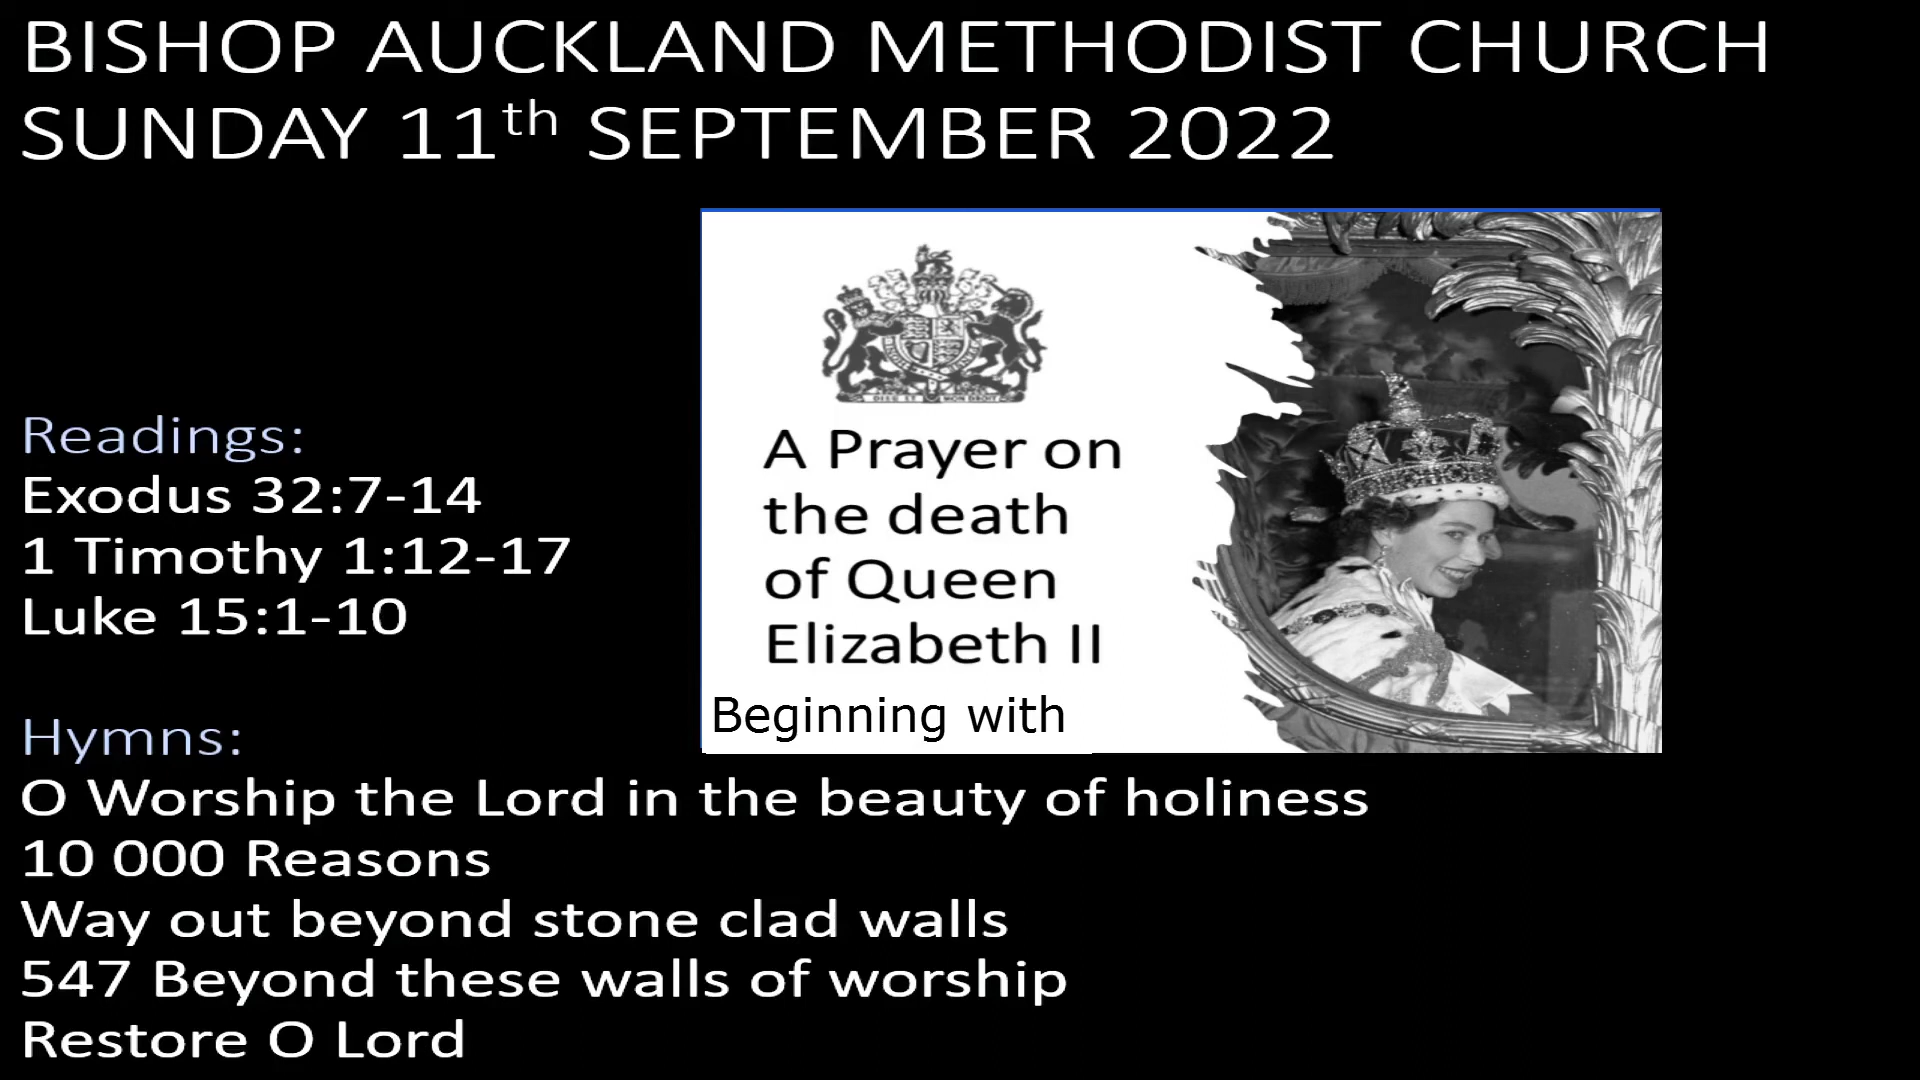 BISHOP AUCKLAND METHODIST CHURCH
SUNDAY 11th SEPTEMBER 2022
A Prayer on
the death
of Queen
Elizabeth II
Beginning with
Readings:
Exodus 32:7-14
1 Timothy 1:12-17
Luke 15:1-10
Hymns:
O Worship the Lord in the beauty of holiness
10 000 Reasons
Way out beyond stone clad walls
547 Beyond these walls of worship
Restore O Lord